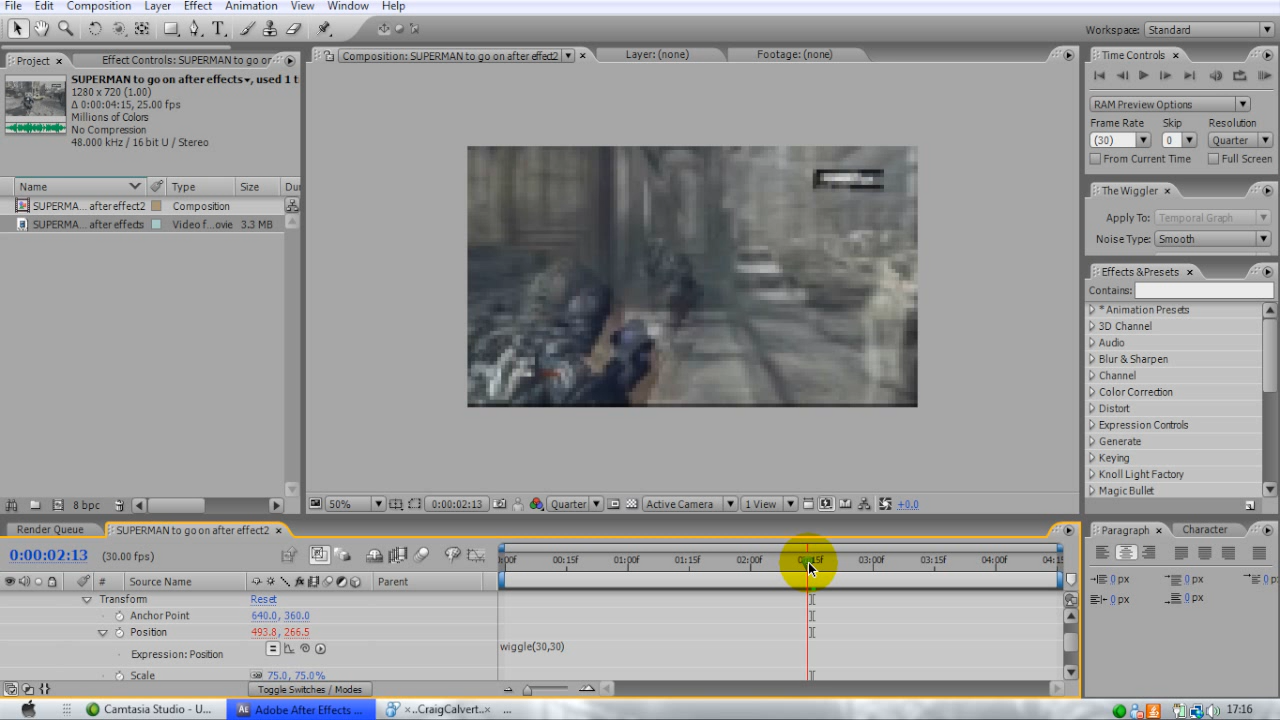 File Edit Composition Layer Effect Animation View Window Help
Workspace: Standard
Project × Effect Controls: SUPERMAN to go or
Composition: SUPERMAN to go on after effect2 × Layer: (none) Footage: (none)
Time Controls ×
SUPERMAN to go on after effects, used 1 t
1280 x 720 (1.00)
Δ 0:00:04:15, 25.00 fps
Millions of Colors
No Compression
48.000 kHz / 16 bit U / Stereo
RAM Preview Options
Frame Rate Skip Resolution
(30) 0 Quarter
From Current Time Full Screen
Name Type Size Du
SUPERMA... aftereffect2 Composition
SUPERMA... after effects Video f...ovie 3.3 MB
The Wiggler ×
Apply To: Temporal Graph
Noise Type: Smooth
Effects & Presets ×
Contains:
* Animation Presets
3D Channel
Audio
Blur & Sharpen
Channel
Color Correction
Distort
Expression Controls
Generate
Keying
Knoll Light Factory
Magic Bullet
8 bpc
50% 0:00:02:13 Quarter Active Camera 1 View +0.0
Render Queue SUPERMAN to go on after effect2 ×
Paragraph × Character
0:00:02:13 (30.00 fps)
:00f 00:15f 01:00f 01:15f 02:00f 03:00f 03:15f 04:00f 04:15
# Source Name Parent
0 px 0 px 0 p
0 px 0 px
Transform Reset
Anchor Point 640.0, 360.0
Position 493.8, 266.5
Expression: Position wiggle(30,30)
Scale 75.0, 75.0%
Toggle Switches / Modes
Camtasia Studio - U... Adobe After Effects ... ×..CraigCalvert..× ... 17:16